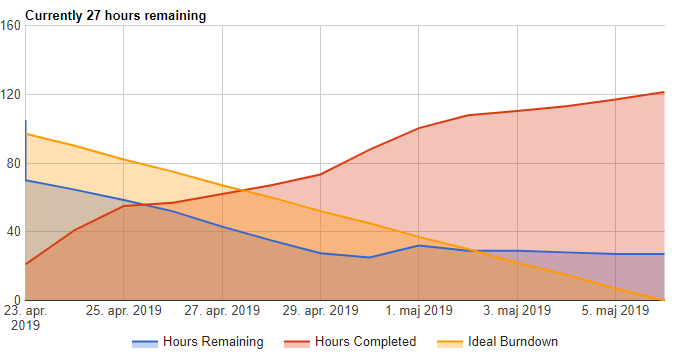 Currently 27 hours remaining
160
120
80
40
0
23. apr. 2019
25. apr. 2019
27. apr. 2019
29. apr. 2019
1. maj 2019
3. maj 2019
5. maj 2019
Hours Remaining
Hours Completed
Ideal Burndown